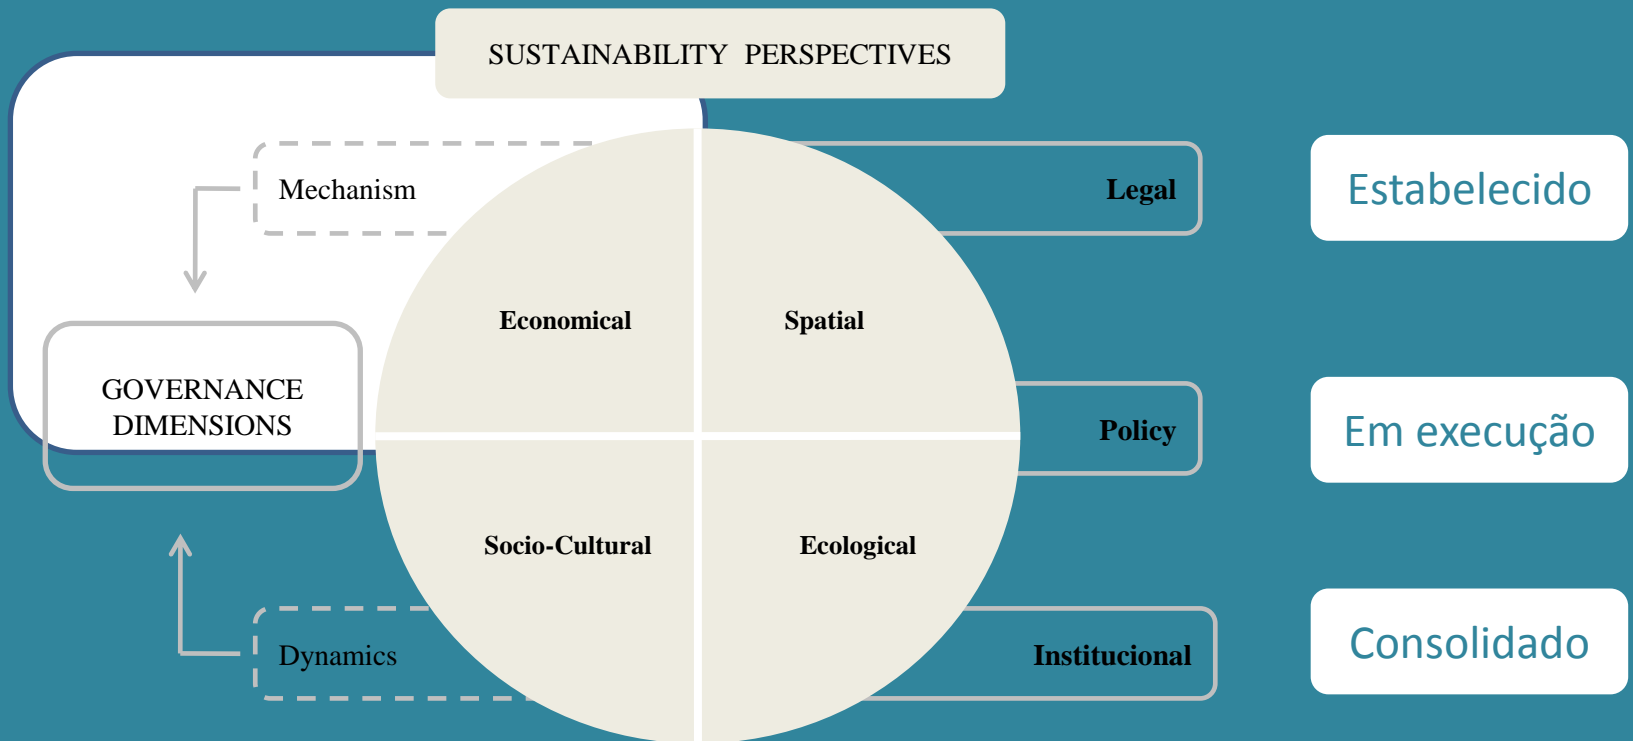 SUSTAINABILITY PERSPECTIVES
Mechanism
Legal
Estabelecido
Economical
Spatial
GOVERNANCE
DIMENSIONS
Policy
Em execução
Socio-Cultural
Ecological
Dynamics
Institucional
Consolidado